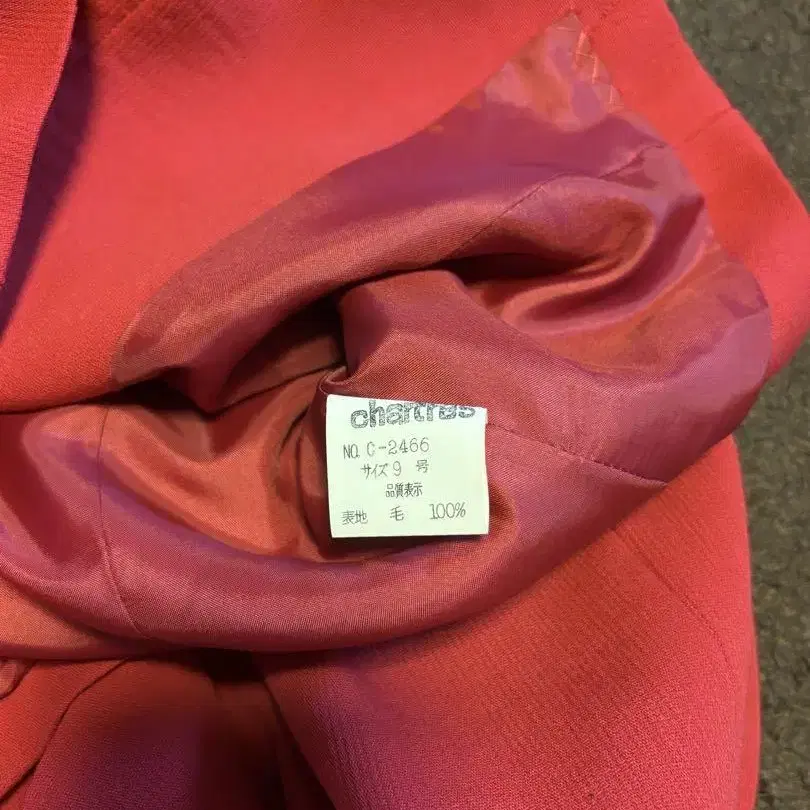 chartres
NO. C-2466
サイズ 9 号
品質表示
表地 毛 100%